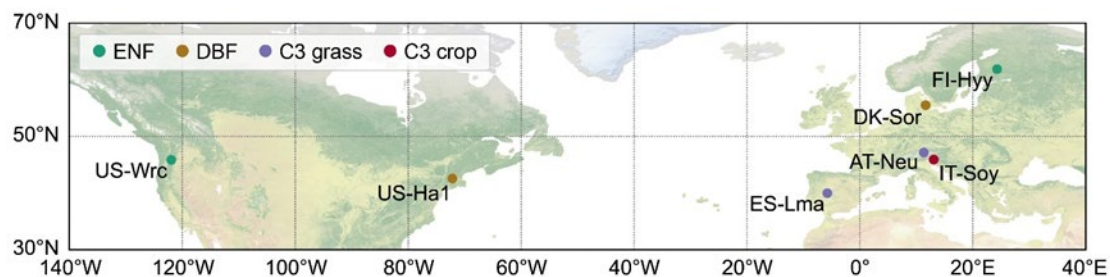 70°N
ENF DBF C3 grass C3 crop
FI-Hyy
DK-Sor
50°N
AT-Neu
US-Wrc
IT-Soy
US-Ha1
ES-Lma
30°N
140°W 120°W 100°W 80°W 60°W 40°W 20°W 0 20°E 40°E